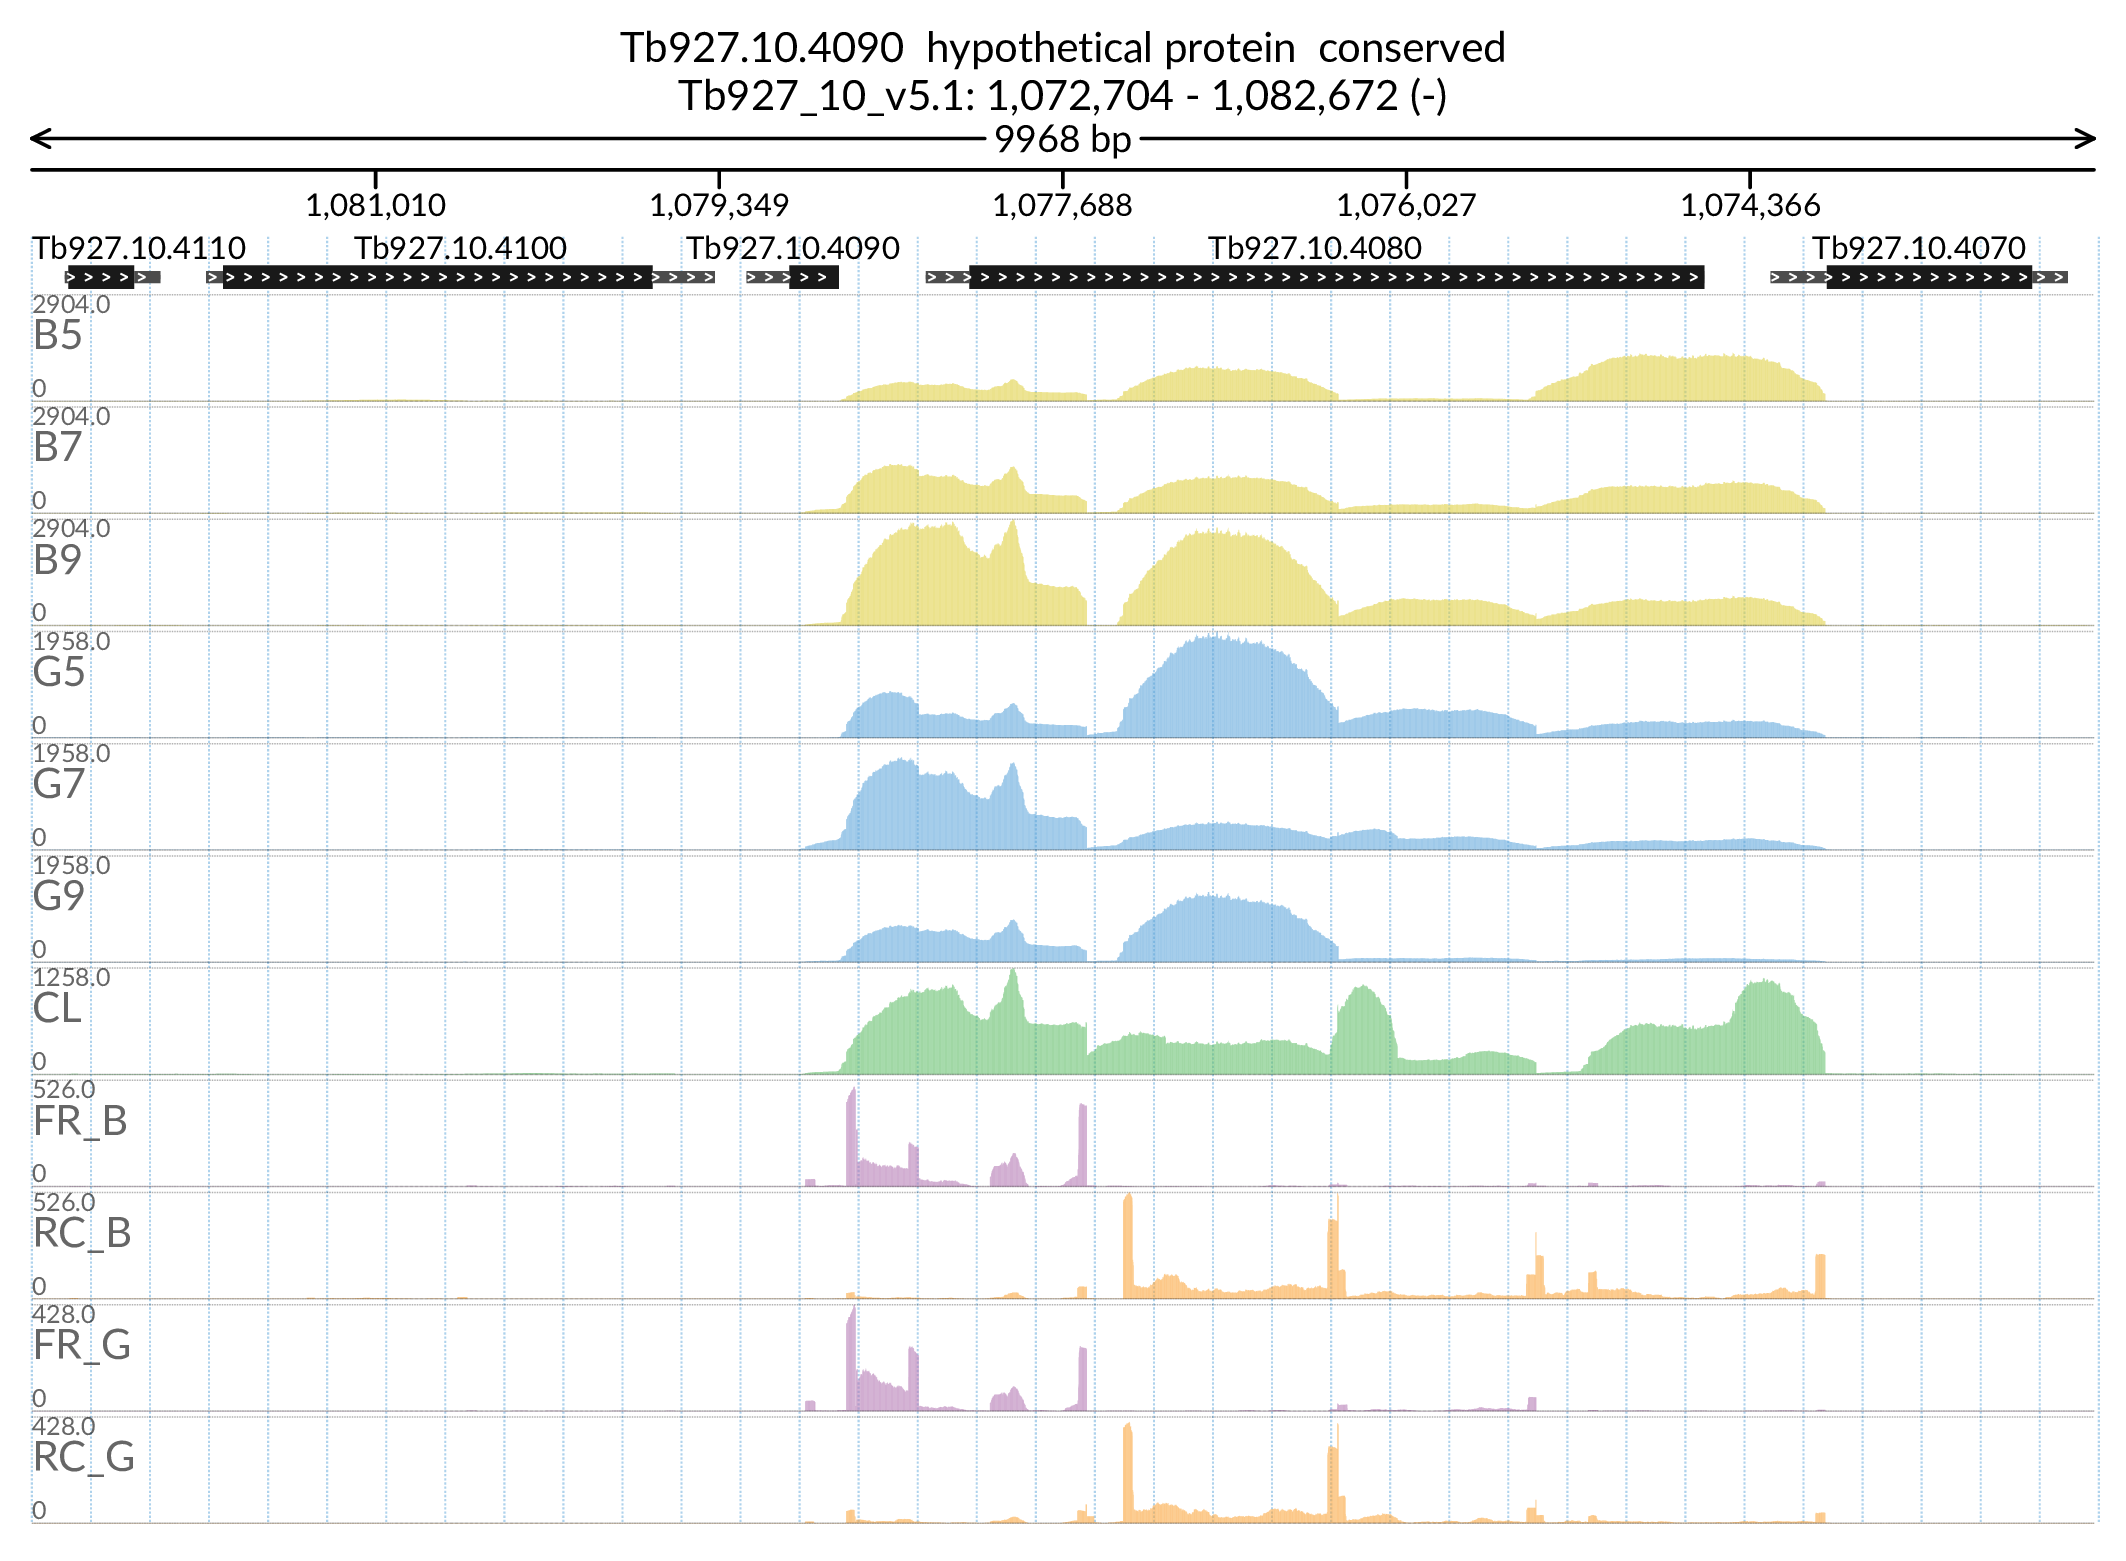 Tb927.10.4090 hypothetical protein conserved
Tb927_10_v5.1: 1,072,704 - 1,082,672 (-)
9968 bp
1,081,010 1,079,349 1,077,688 1,076,027 1,074,366
Tb927.10.4110 Tb927.10.4100 Tb927.10.4090 Tb927.10.4080 Tb927.10.4070
2904.0
B5
0
2904.0
B7
0
2904.0
B9
0
1958.0
G5
0
1958.0
G7
0
1958.0
G9
0
1258.0
CL
0
526.0
FR_B
0
526.0
RC_B
0
428.0
FR_G
0
428.0
RC_G
0